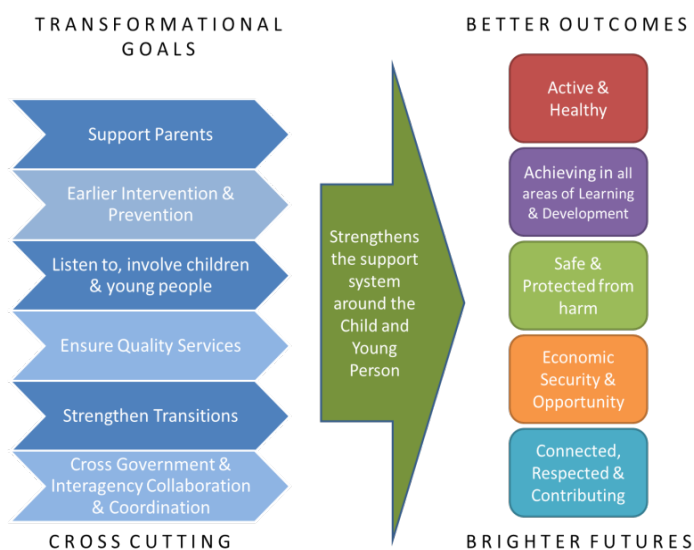 TRANSFORMATIONAL
GOALS
Support Parents
Earlier Intervention &
Prevention
Listen to, involve children
& young people
Ensure Quality Services
Strengthen Transitions
Cross Government &
Interagency Collaboration
& Coordination
CROSS CUTTING
Strengthens
the support
system
around the
Child and
Young
Person
BETTER OUTCOMES
Active &
Healthy
Achieving in all
areas of Learning
& Development
Safe &
Protected from
harm
Economic
Security &
Opportunity
Connected,
Respected &
Contributing
BRIGHTER FUTURES